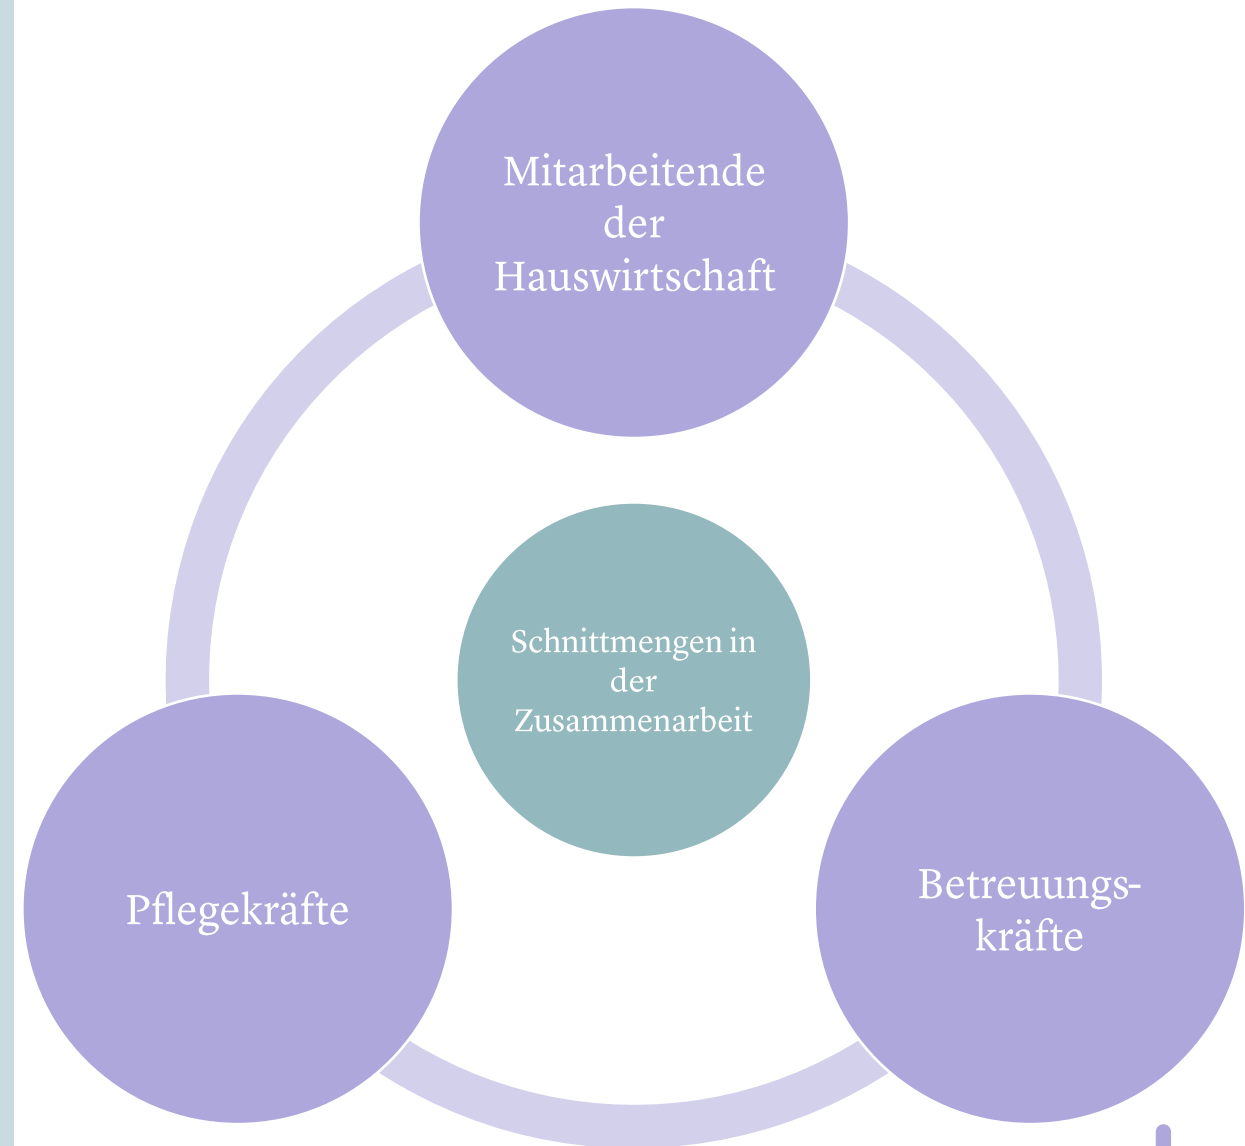 Mitarbeitende
der
Hauswirtschaft
Schnittmengen in
der
Zusammenarbeit
Pflegekräfte
Betreuungs-
kräfte